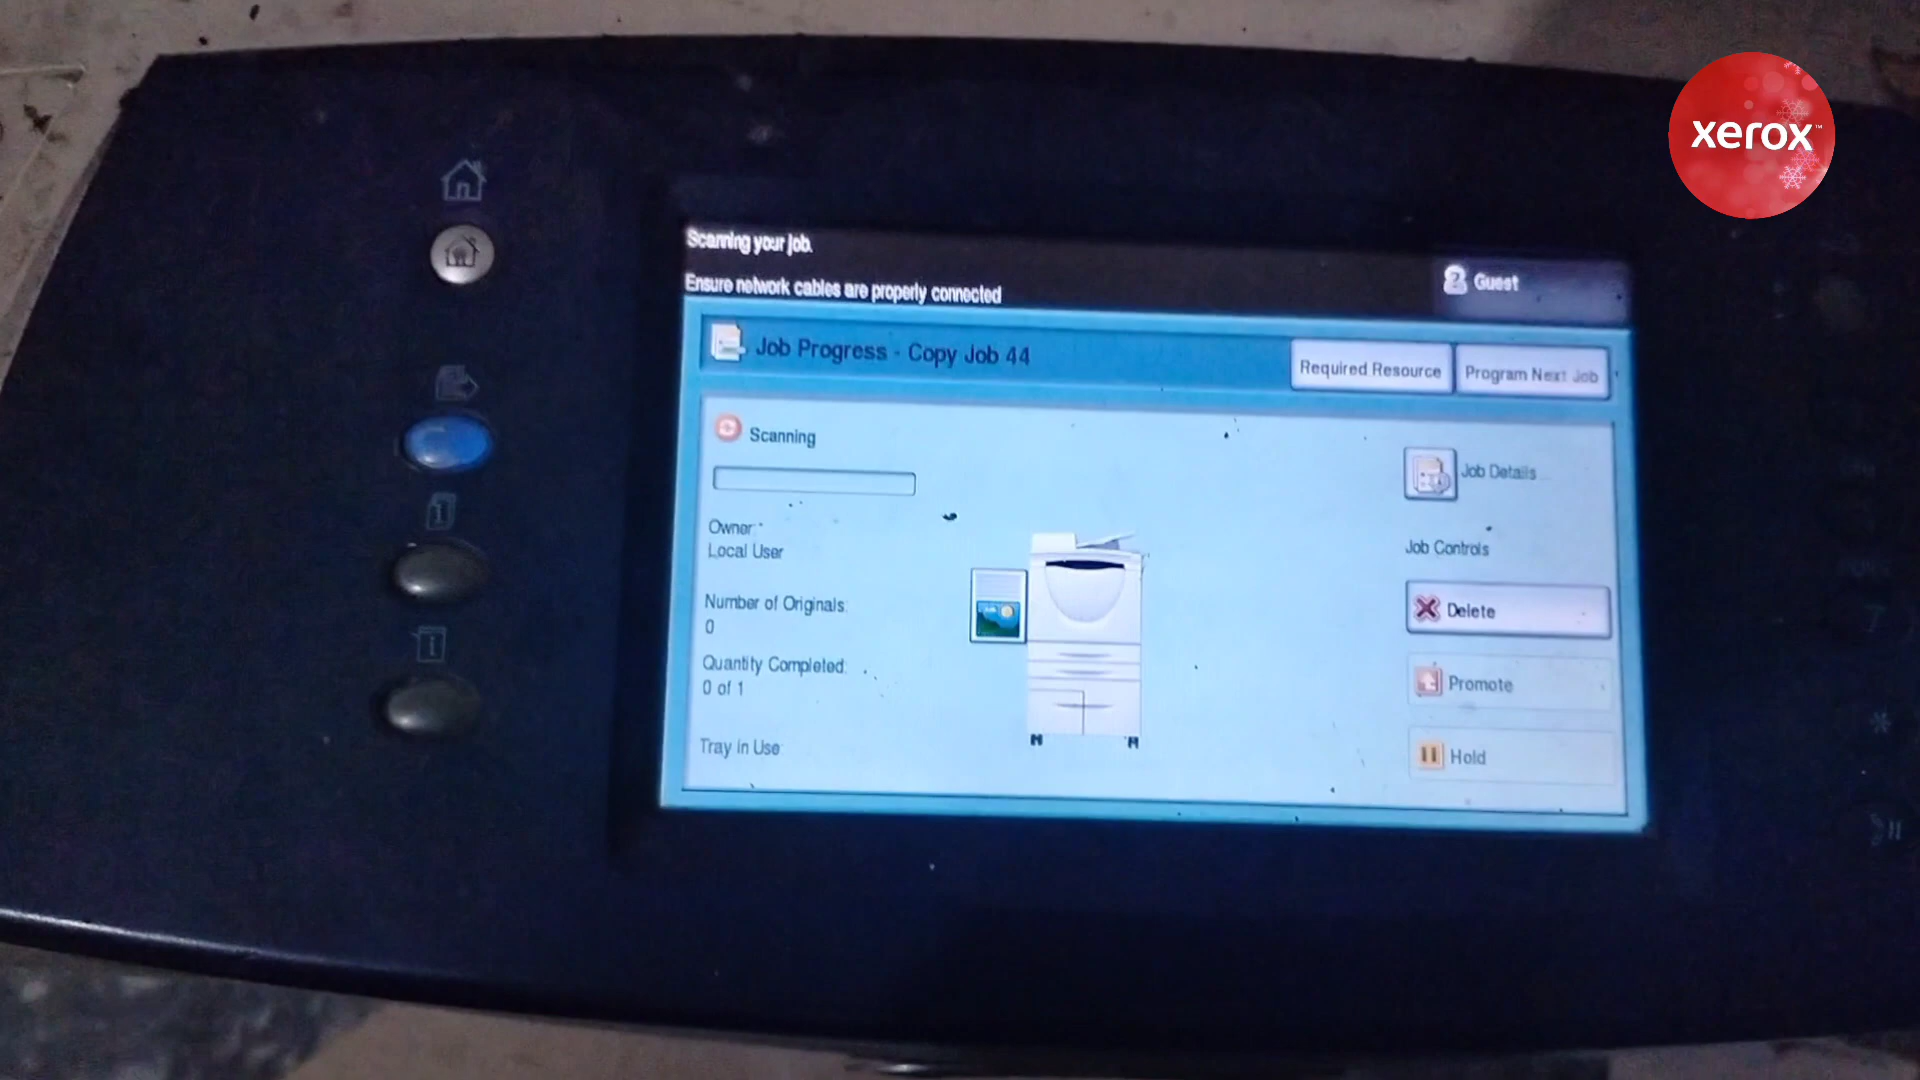 xerox™
Scanning your job.
Ensure network cables are properly connected
Guest
Job Progress - Copy Job 44
Required Resource
Program Next Job
Scanning
Owner:
Local User
Number of Originals:
0
Quantity Completed:
0 of 1
Tray in Use
Job Details
Job Controls
Delete
Promote
Hold